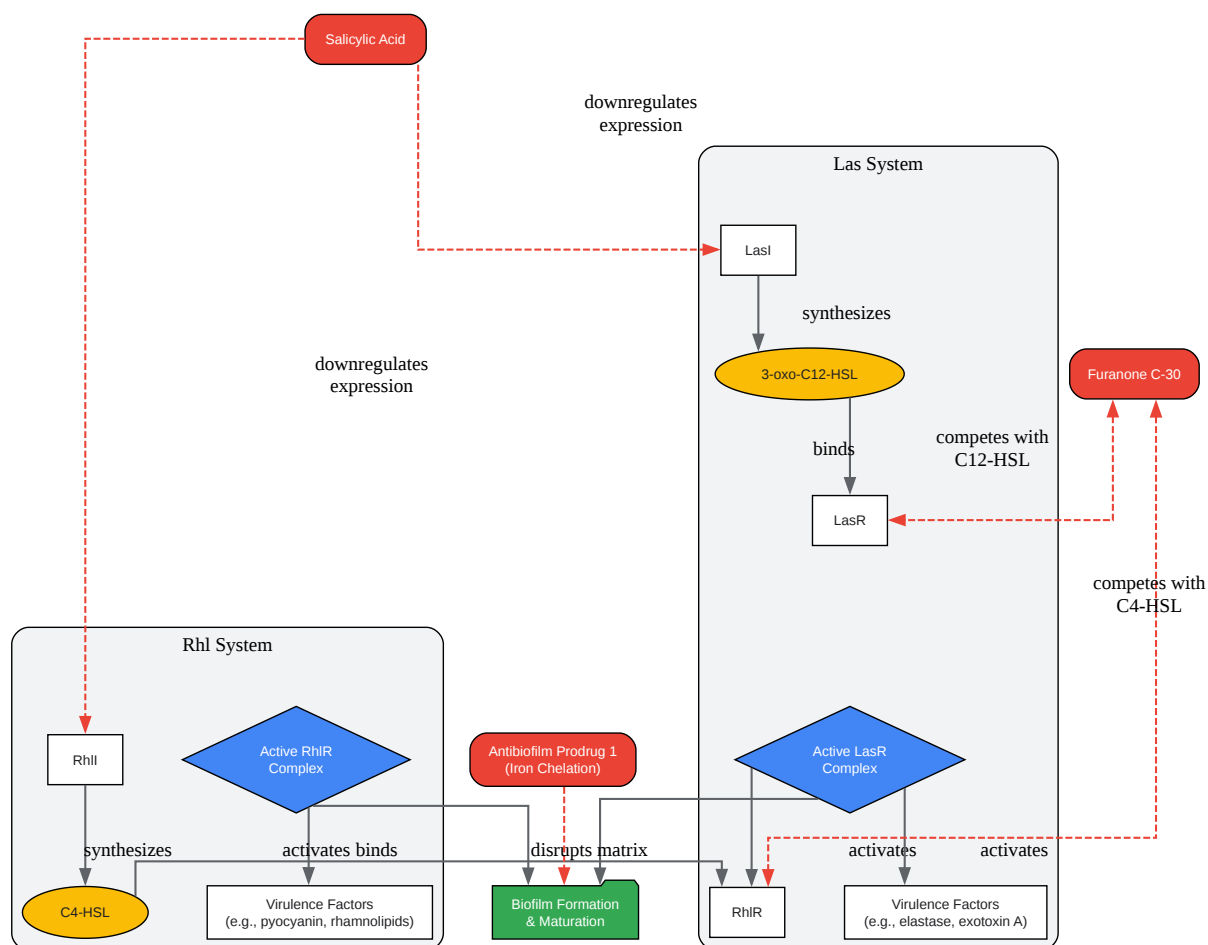 Salicylic Acid
downregulates
expression
Las System
LasI
synthesizes
downregulates
expression
3-oxo-C12-HSL
Furanone C-30
binds
competes with
C12-HSL
LasR
competes with
C4-HSL
Rhl System
RhlI
Active RhlR
Complex
Antibiofilm Prodrug 1
(Iron Chelation)
Active LasR
Complex
synthesizes
activates
binds
disrupts matrix
activates
activates
C4-HSL
Virulence Factors
(e.g., pyocyanin, rhamnolipids)
Biofilm Formation
& Maturation
RhlR
Virulence Factors
(e.g., elastase, exotoxin A)